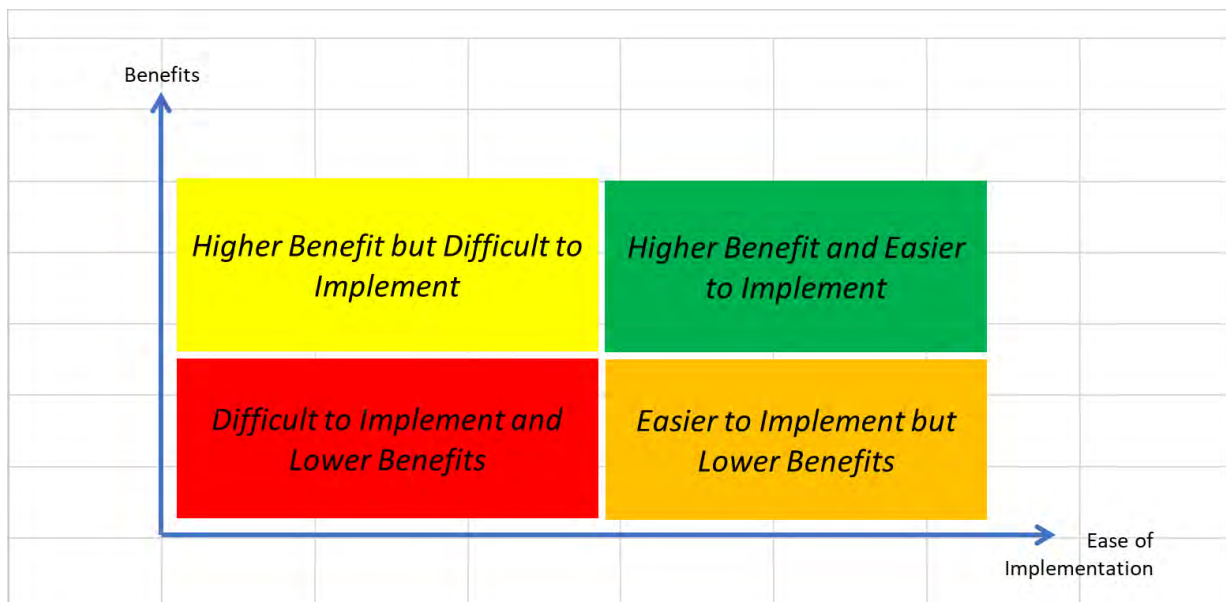 Benefits
Higher Benefit but Difficult to
Implement
Higher Benefit and Easier
to Implement
Difficult to Implement and
Lower Benefits
Easier to Implement but
Lower Benefits
Ease of
Implementation